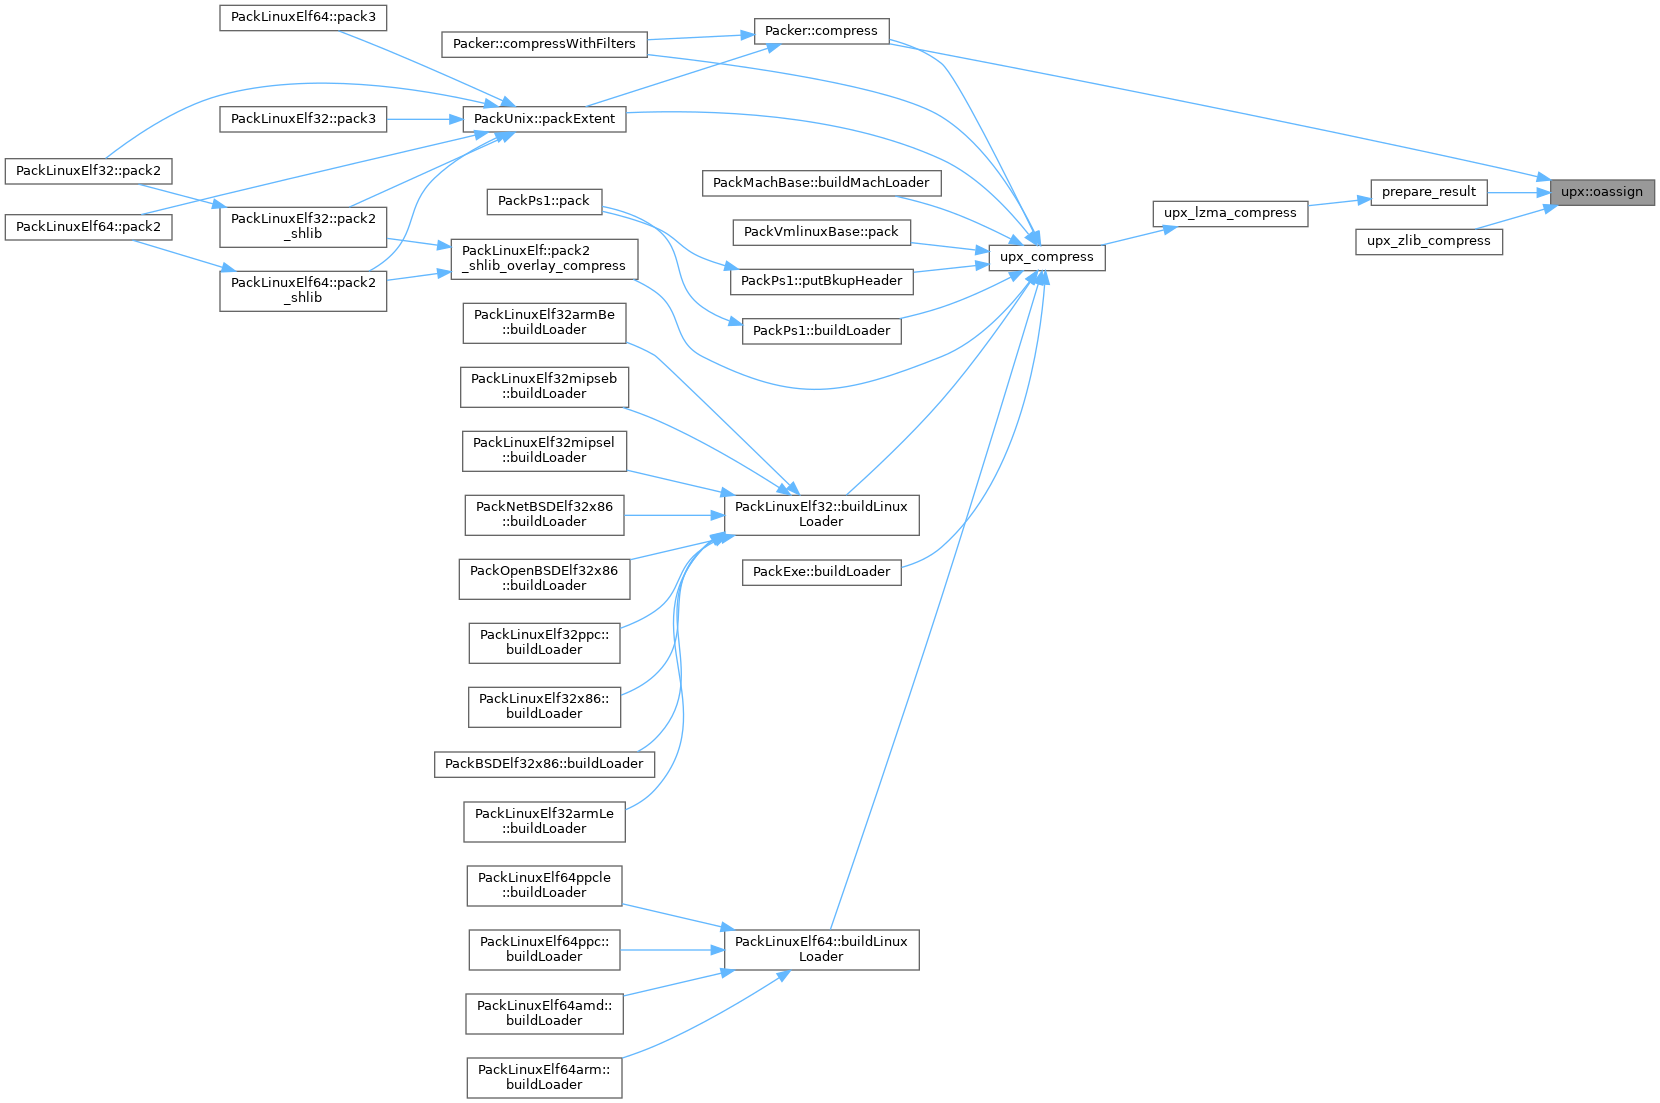 PackLinuxElf64::pack3
Packer::compress
Packer::compressWithFilters
PackLinuxElf32::pack3
PackUnix::packExtent
PackLinuxElf32::pack2
PackMachBase::buildMachLoader
upx::oassign
prepare_result
PackPs1::pack
upx_lzma_compress
PackLinuxElf64::pack2
PackLinuxElf32::pack2
_shlib
PackVmlinuxBase::pack
upx_zlib_compress
PackLinuxElf::pack2
_shlib_overlay_compress
upx_compress
PackPs1::putBkupHeader
PackLinuxElf64::pack2
_shlib
PackLinuxElf32armBe
::buildLoader
PackPs1::buildLoader
PackLinuxElf32mipseb
::buildLoader
PackLinuxElf32mipsel
::buildLoader
PackNetBSDElf32x86
::buildLoader
PackLinuxElf32::buildLinux
Loader
PackOpenBSDElf32x86
::buildLoader
PackExe::buildLoader
PackLinuxElf32ppc::
buildLoader
PackLinuxElf32x86::
buildLoader
PackBSDElf32x86::buildLoader
PackLinuxElf32armLe
::buildLoader
PackLinuxElf64ppcle
::buildLoader
PackLinuxElf64ppc::
buildLoader
PackLinuxElf64::buildLinux
Loader
PackLinuxElf64amd::
buildLoader
PackLinuxElf64arm::
buildLoader